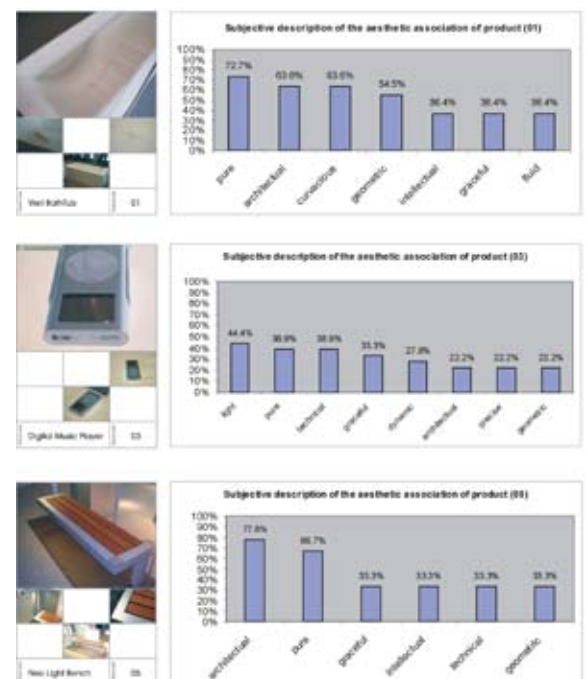 Subjective description of the aesthetic association of product (01)
100%
90%
80%
70%
60%
50%
40%
30%
20%
10%
0%
72.7%
63.6%
63.6%
54.5%
36.4%
36.4%
36.4%
pure
architectual
curvacious
geometric
intellectual
graceful
fluid
01
Subjective description of the aesthetic association of product (03)
100%
90%
80%
70%
60%
50%
40%
30%
20%
10%
0%
44.4%
38.9%
38.9%
33.3%
27.8%
22.2%
22.2%
22.2%
light
pure
technical
graceful
dynamic
architectual
precise
geometric
Digital Music Player
03
Subjective description of the aesthetic association of product (05)
100%
90%
80%
70%
60%
50%
40%
30%
20%
10%
0%
77.8%
66.7%
33.3%
33.3%
33.3%
33.3%
architectual
pure
graceful
intellectual
technical
geometric
Neo Light Bench
05